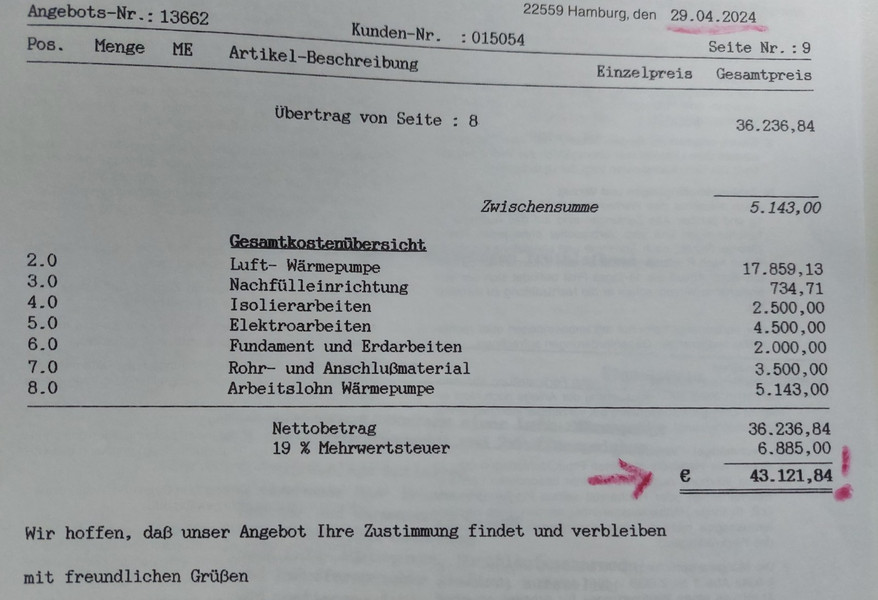 Angebots-Nr.: 13662
Kunden-Nr. : 015054
22559 Hamburg, den 29.04.2024
Seite Nr. : 9
Pos. Menge ME Artikel-Beschreibung Einzelpreis Gesamtpreis
Übertrag von Seite : 8 36.236,84
Zwischensumme 5.143,00
Gesamtkostenübersicht
2.0 Luft- Wärmepumpe 17.859,13
3.0 Nachfülleinrichtung 734,71
4.0 Isolierarbeiten 2.500,00
5.0 Elektroarbeiten 4.500,00
6.0 Fundament und Erdarbeiten 2.000,00
7.0 Rohr- und Anschlußmaterial 3.500,00
8.0 Arbeitslohn Wärmepumpe 5.143,00
Nettobetrag 36.236,84
19 % Mehrwertsteuer 6.885,00
€ 43.121,84 !
Wir hoffen, daß unser Angebot Ihre Zustimmung findet und verbleiben
mit freundlichen Grüßen